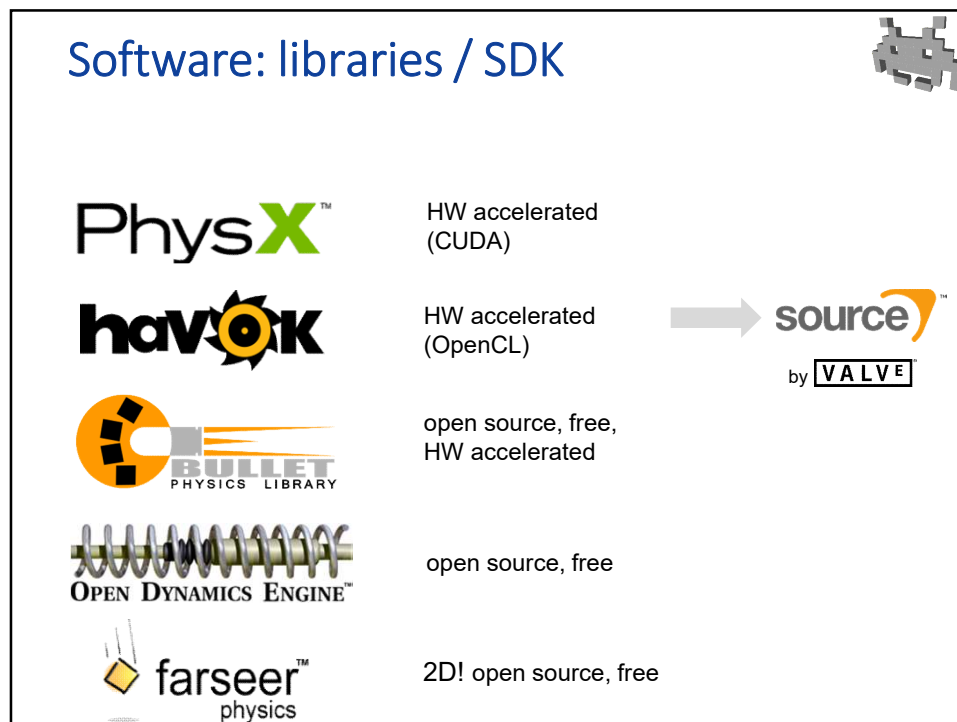 Software: libraries / SDK
PhysX™
HW accelerated
(CUDA)
havok
HW accelerated
(OpenCL)
source™
by VALVE
BULLET
PHYSICS LIBRARY
open source, free,
HW accelerated
OPEN DYNAMICS ENGINE™
open source, free
farseer™
physics
2D! open source, free